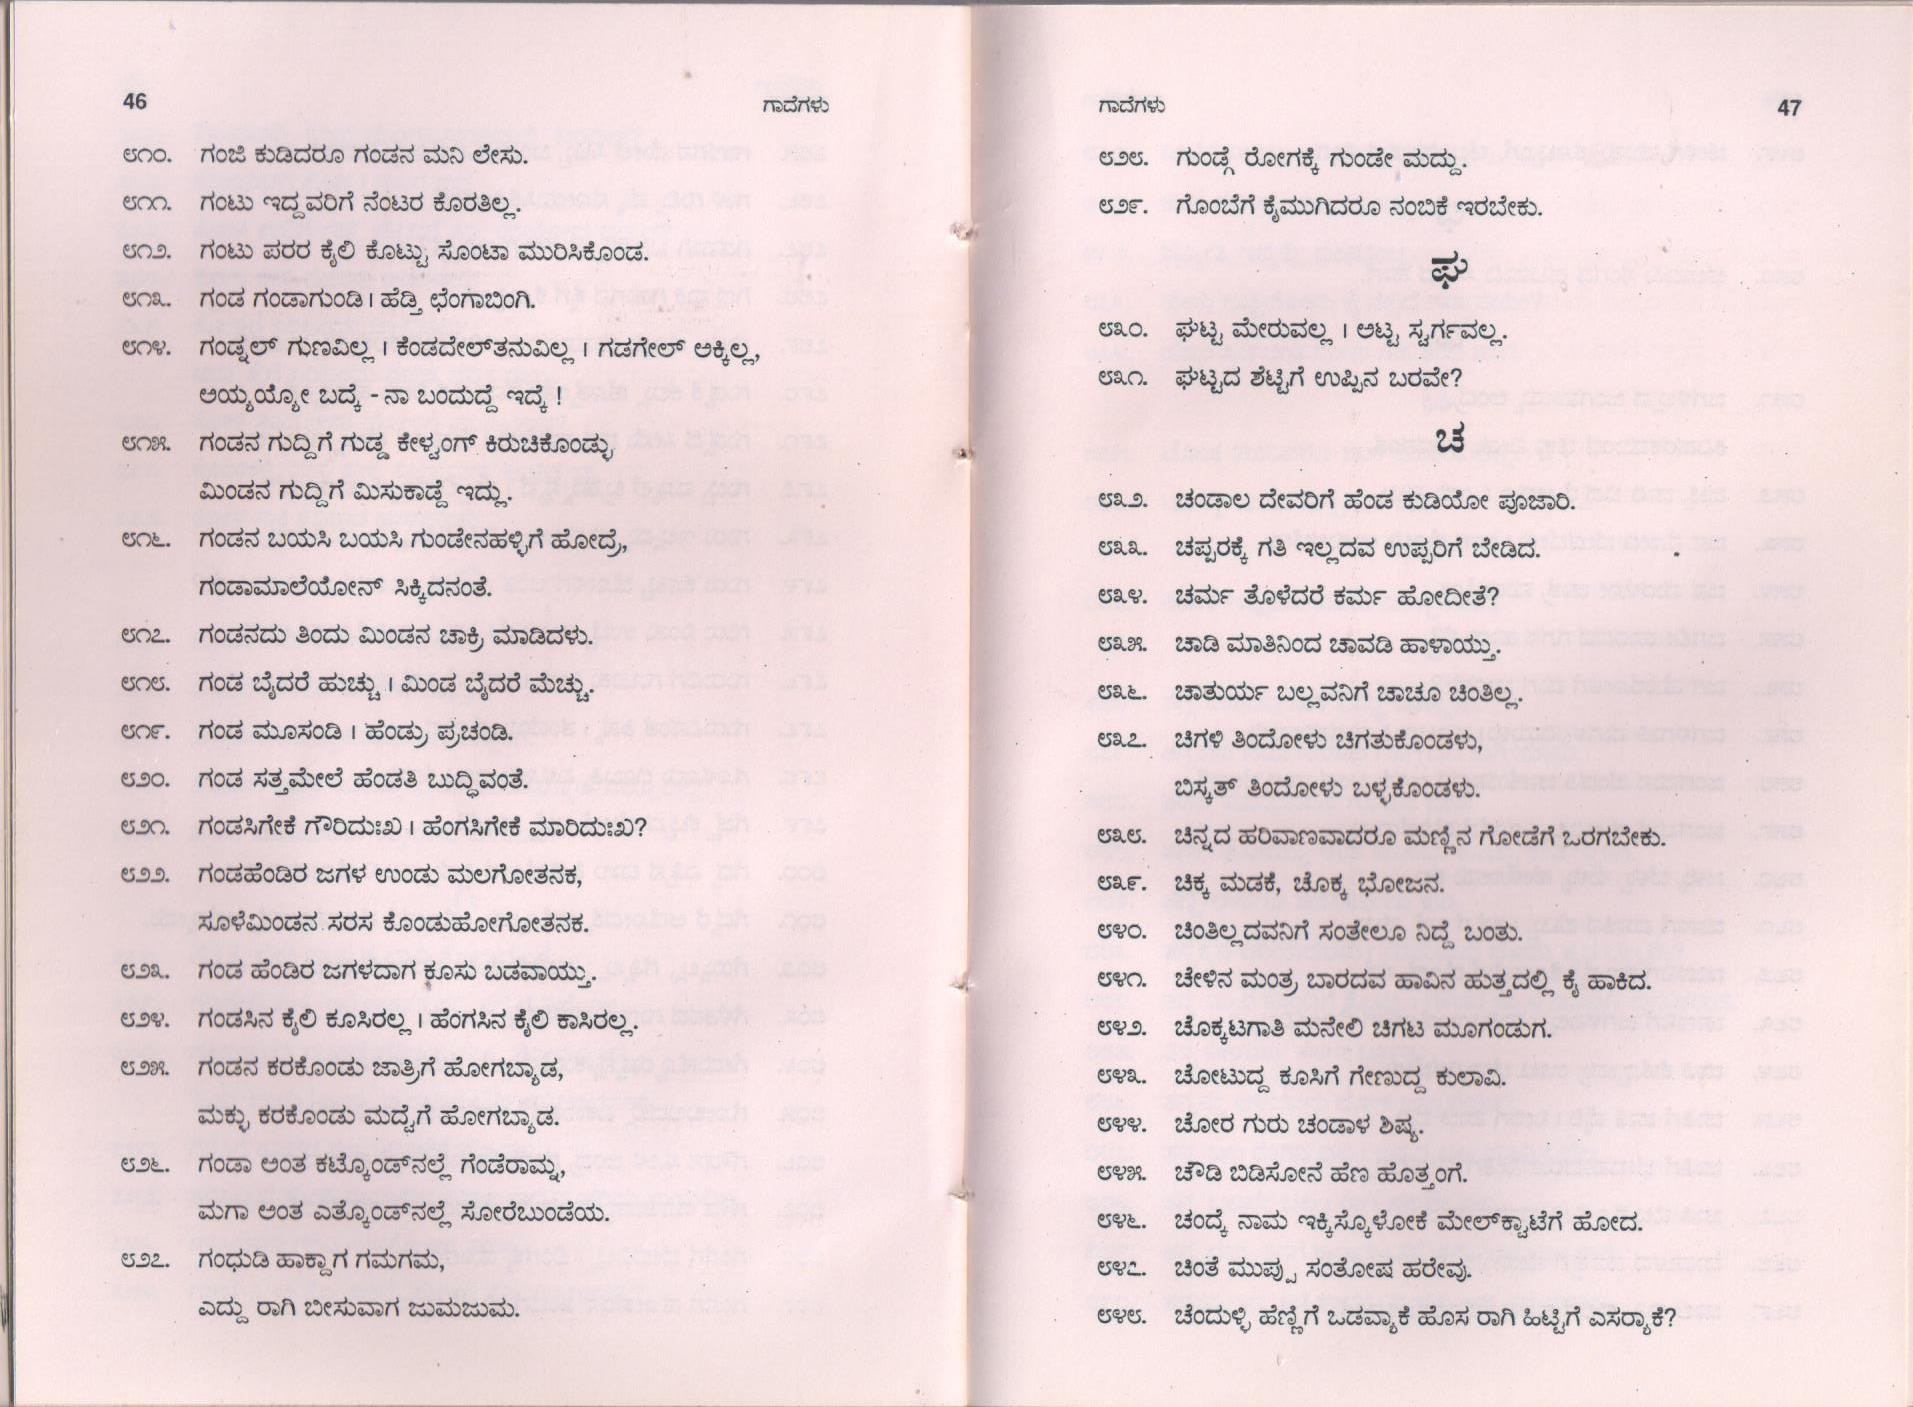 46 ಗಾದೆಗಳು
೮೧೦. ಗಂಜಿ ಕುಡಿದರೂ ಗಂಡನ ಮನಿ ಲೇಸು.
೮೧೧. ಗಂಟು ಇದ್ದವರಿಗೆ ನೆಂಟರ ಕೊರತಿಲ್ಲ.
೮೧೨. ಗಂಟು ಪರರ ಕೈಲಿ ಕೊಟ್ಟು ಸೊಂಟಾ ಮುರಿಸಿಕೊಂಡ.
೮೧೩. ಗಂಡ ಗಂಡಾಗುಂಡಿ । ಹೆಡ್ತಿ ಛೆಂಗಾಬಿಂಗಿ.
೮೧೪. ಗಂಡ್ನಲ್ ಗುಣವಿಲ್ಲ । ಕೆಂಡದೇಲ್‌ತನುವಿಲ್ಲ । ಗಡಗೇಲ್ ಅಕ್ಕಿಲ್ಲ,
ಅಯ್ಯಯ್ಯೋ ಬದ್ಕೆ - ನಾ ಬಂದುದ್ದೆ ಇದ್ಕೆ !
೮೧೫. ಗಂಡನ ಗುದ್ದಿಗೆ ಗುಡ್ಡ ಕೇಳ್ದಂಗ್ ಕಿರುಚಿಕೊಂಡ್ಳು
ಮಿಂಡನ ಗುದ್ದಿಗೆ ಮಿಸುಕಾಡ್ದೆ ಇದ್ಲು.
೮೧೬. ಗಂಡನ ಬಯಸಿ ಬಯಸಿ ಗುಂಡೇನಹಳ್ಳಿಗೆ ಹೋದ್ರೆ,
ಗಂಡಾಮಾಲೆಯೋನ್ ಸಿಕ್ಕಿದನಂತೆ.
೮೧೭. ಗಂಡನದು ತಿಂದು ಮಿಂಡನ ಚಾಕ್ರಿ ಮಾಡಿದಳು.
೮೧೮. ಗಂಡ ಬೈದರೆ ಹುಚ್ಚು । ಮಿಂಡ ಬೈದರೆ ಮೆಚ್ಚು.
೮೧೯. ಗಂಡ ಮೂಸಂಡಿ । ಹೆಂಡ್ರು ಪ್ರಚಂಡಿ.
೮೨೦. ಗಂಡ ಸತ್ತಮೇಲೆ ಹೆಂಡತಿ ಬುದ್ಧಿವಂತೆ.
೮೨೧. ಗಂಡಸಿಗೇಕೆ ಗೌರಿದುಃಖ । ಹೆಂಗಸಿಗೇಕೆ ಮಾರಿದುಃಖ?
೮೨೨. ಗಂಡಹೆಂಡಿರ ಜಗಳ ಉಂಡು ಮಲಗೋತನಕ,
ಸೂಳೆಮಿಂಡನ ಸರಸ ಕೊಂಡುಹೋಗೋತನಕ.
೮೨೩. ಗಂಡ ಹೆಂಡಿರ ಜಗಳದಾಗ ಕೂಸು ಬಡವಾಯ್ತು.
೮೨೪. ಗಂಡಸಿನ ಕೈಲಿ ಕೂಸಿರಲ್ಲ । ಹೆಂಗಸಿನ ಕೈಲಿ ಕಾಸಿರಲ್ಲ.
೮೨೫. ಗಂಡನ ಕರಕೊಂಡು ಜಾತ್ರಿಗೆ ಹೋಗಬ್ಯಾಡ,
ಮಕ್ಳು ಕರಕೊಂಡು ಮದ್ವೆಗೆ ಹೋಗಬ್ಯಾಡ.
೮೨೬. ಗಂಡಾ ಅಂತ ಕಟ್ಕೊಂಡ್‌ನಲ್ಲೆ ಗೆಂಡೆರಾಮ್ನ,
ಮಗಾ ಅಂತ ಎತ್ಕೊಂಡ್‌ನಲ್ಲೆ ಸೋರೆಬುಂಡೆಯ.
೮೨೭. ಗಂಧುಡಿ ಹಾಕ್ದಾಗ ಗಮಗಮ,
ಎದ್ದು ರಾಗಿ ಬೀಸುವಾಗ ಜುಮಜುಮ.
ಗಾದೆಗಳು 47
೮೨೮. ಗುಂಡ್ಗೆ ರೋಗಕ್ಕೆ ಗುಂಡೇ ಮದ್ದು.
೮೨೯. ಗೊಂಬೆಗೆ ಕೈಮುಗಿದರೂ ನಂಬಿಕೆ ಇರಬೇಕು.
ಘ
೮೩೦. ಘಟ್ಟ ಮೇರುವಲ್ಲ । ಅಟ್ಟ ಸ್ವರ್ಗವಲ್ಲ.
೮೩೧. ಘಟ್ಟದ ಶೆಟ್ಟಿಗೆ ಉಪ್ಪಿನ ಬರವೇ?
ಚ
೮೩೨. ಚಂಡಾಲ ದೇವರಿಗೆ ಹೆಂಡ ಕುಡಿಯೋ ಪೂಜಾರಿ.
೮೩೩. ಚಪ್ಪರಕ್ಕೆ ಗತಿ ಇಲ್ಲದವ ಉಪ್ಪರಿಗೆ ಬೇಡಿದ.
೮೩೪. ಚರ್ಮ ತೊಳೆದರೆ ಕರ್ಮ ಹೋದೀತೆ?
೮೩೫. ಚಾಡಿ ಮಾತಿನಿಂದ ಚಾವಡಿ ಹಾಳಾಯ್ತು.
೮೩೬. ಚಾತುರ್ಯ ಬಲ್ಲವನಿಗೆ ಚಾಚೂ ಚಿಂತಿಲ್ಲ.
೮೩೭. ಚಿಗಳಿ ತಿಂದೋಳು ಚಿಗತುಕೊಂಡಳು,
ಬಿಸ್ಕತ್ ತಿಂದೋಳು ಬಳ್ಳಕೊಂಡಳು.
೮೩೮. ಚಿನ್ನದ ಹರಿವಾಣವಾದರೂ ಮಣ್ಣಿನ ಗೋಡೆಗೆ ಒರಗಬೇಕು.
೮೩೯. ಚಿಕ್ಕ ಮಡಕೆ, ಚೊಕ್ಕ ಭೋಜನ.
೮೪೦. ಚಿಂತಿಲ್ಲದವನಿಗೆ ಸಂತೇಲೂ ನಿದ್ದೆ ಬಂತು.
೮೪೧. ಚೇಳಿನ ಮಂತ್ರ ಬಾರದವ ಹಾವಿನ ಹುತ್ತದಲ್ಲಿ ಕೈ ಹಾಕಿದ.
೮೪೨. ಚೊಕ್ಕಟಗಾತಿ ಮನೇಲಿ ಚಿಗಟ ಮೂಗಂಡುಗ.
೮೪೩. ಚೋಟುದ್ದ ಕೂಸಿಗೆ ಗೇಣುದ್ದ ಕುಲಾವಿ.
೮೪೪. ಚೋರ ಗುರು ಚಂಡಾಳ ಶಿಷ್ಯ.
೮೪೫. ಚೌಡಿ ಬಿಡಿಸೋನೆ ಹೆಣ ಹೊತ್ತಂಗೆ.
೮೪೬. ಚಂದ್ಕೆ ನಾಮ ಇಕ್ಕಿಸ್ಕೊಳೋಕೆ ಮೇಲ್‌ಕ್ವಾಟೆಗೆ ಹೋದ.
೮೪೭. ಚಿಂತೆ ಮುಪ್ಪು ಸಂತೋಷ ಹರೇವು.
೮೪೮. ಚೆಂದುಳ್ಳಿ ಹೆಣ್ಣಿಗೆ ಒಡವ್ಯಾಕೆ ಹೊಸ ರಾಗಿ ಹಿಟ್ಟಿಗೆ ಎಸರ‍್ಯಾಕೆ?